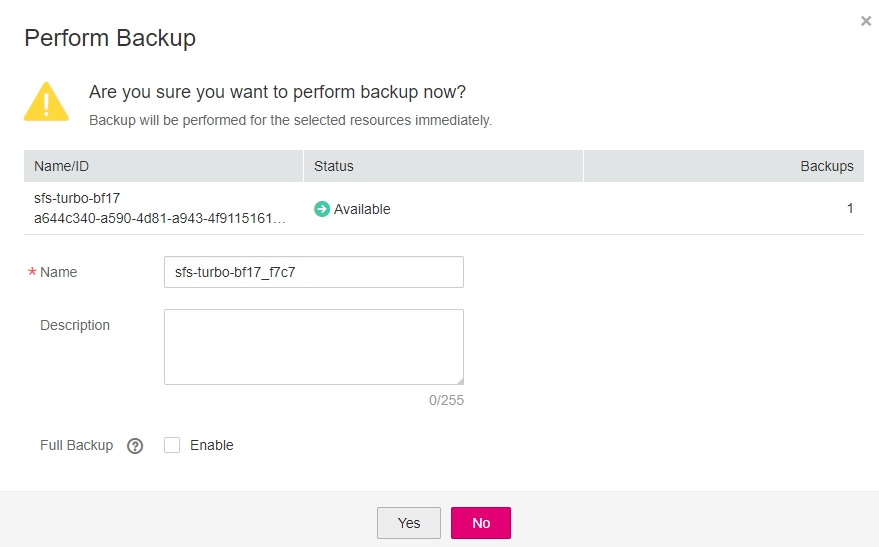 Perform Backup
Are you sure you want to perform backup now?
Backup will be performed for the selected resources immediately.
Name/ID Status Backups
sfs-turbo-bf17
a644c340-a590-4d81-a943-4f9115161...
Available 1
* Name sfs-turbo-bf17_f7c7
Description
0/255
Full Backup ? Enable
Yes No